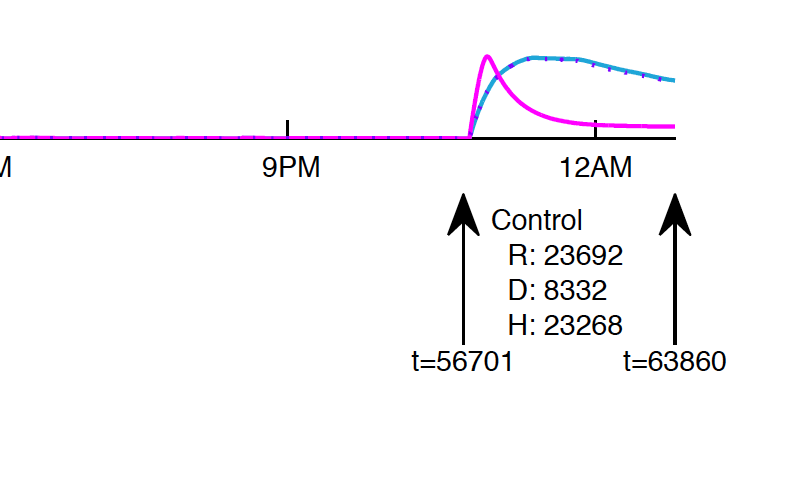 M 9PM 12AM
Control
R: 23692
D: 8332
H: 23268
t=56701 t=63860